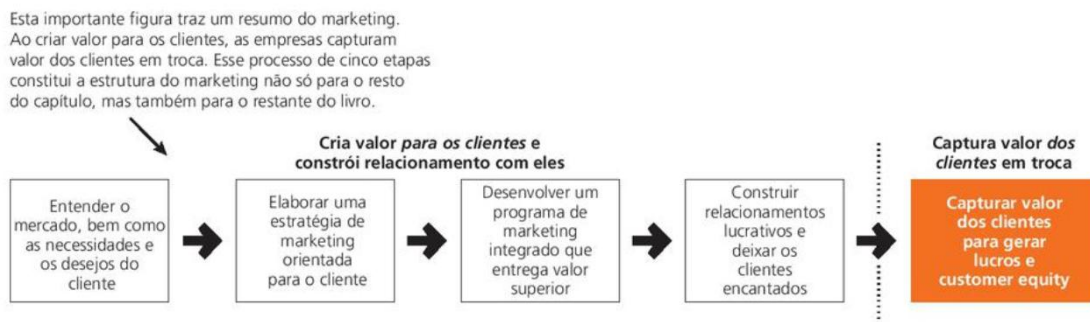 Esta importante figura traz um resumo do marketing.
Ao criar valor para os clientes, as empresas capturam
valor dos clientes em troca. Esse processo de cinco etapas
constitui a estrutura do marketing não só para o resto
do capítulo, mas também para o restante do livro.
Cria valor para os clientes e
constrói relacionamento com eles
Captura valor dos
clientes em troca
Entender o
mercado, bem como
as necessidades e
os desejos do
cliente
Elaborar uma
estratégia de
marketing
orientada
para o cliente
Desenvolver um
programa de
marketing
integrado que
entrega valor
superior
Construir
relacionamentos
lucrativos e
deixar os
clientes
encantados
Capturar valor
dos clientes
para gerar
lucros e
customer equity